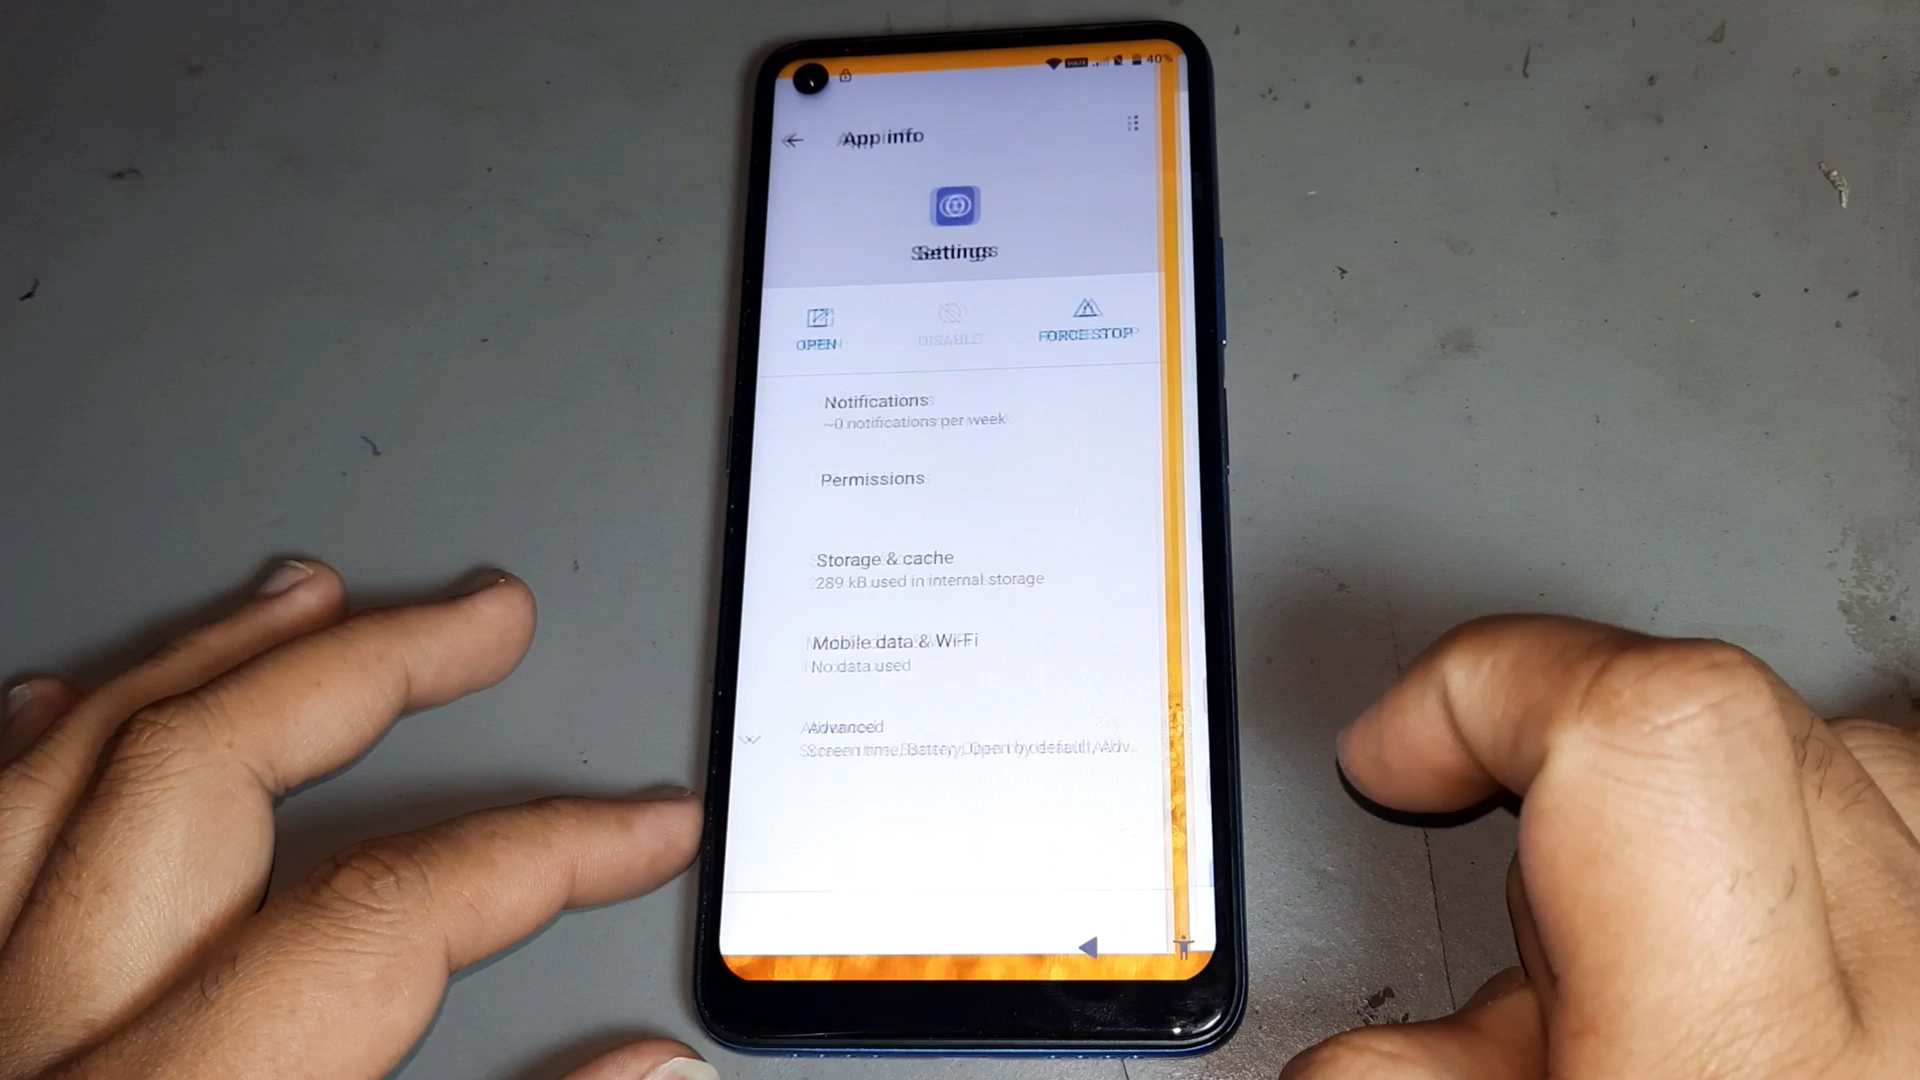 40%
App info
Settings
OPEN
DISABLE
FORCE STOP
Notifications
~0 notifications per week
Permissions
Storage & cache
289 kB used in internal storage
Mobile data & Wi-Fi
No data used
Advanced
Screen time, Battery, Open by default, Adv..